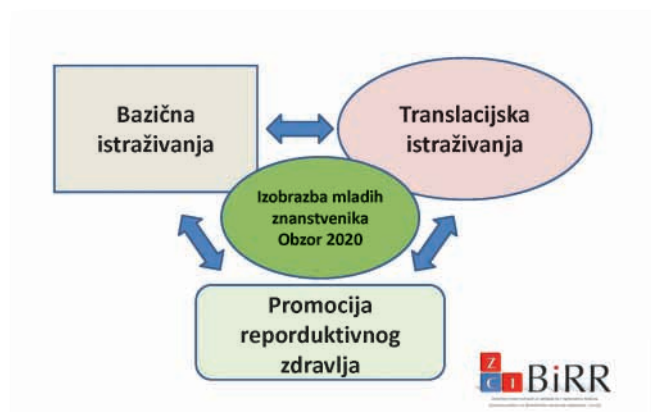 Bazična
istraživanja
Translacijska
istraživanja
Izobrazba mladih
znanstvenika
Obzor 2020
Promocija
reporduktivnog
zdravlja
Z
C I BiRR